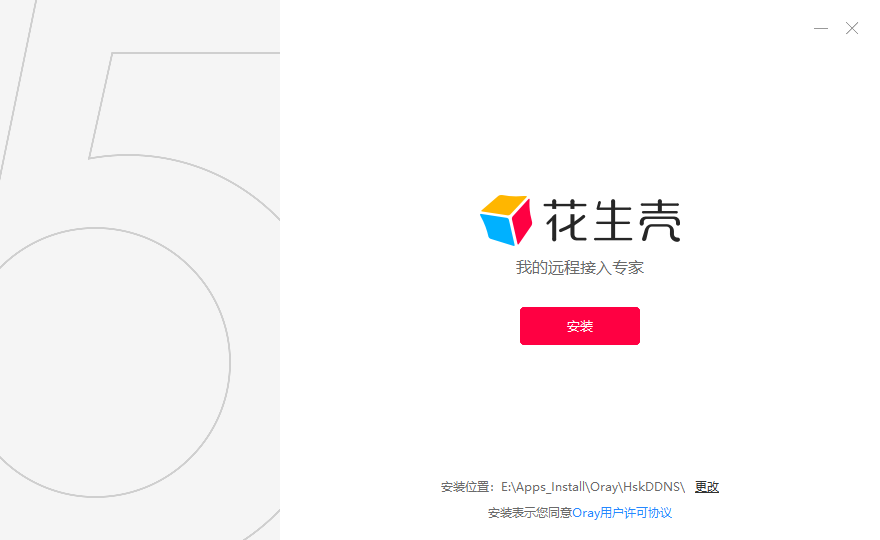 花生壳
我的远程接入专家
安装
安装位置：E:\Apps_Install\Oray\HskDDNS\ 更改
安装表示您同意Oray用户许可协议